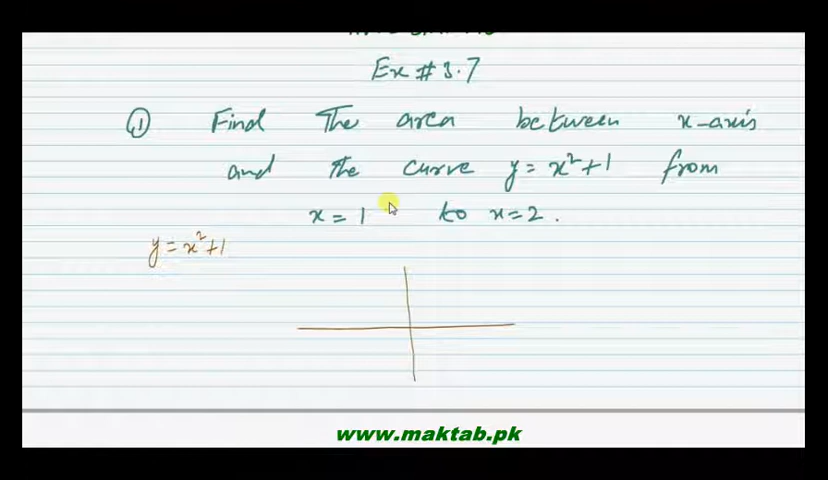 Ex # 3.7
Q1 Find The area between x-axis
and the curve y = x²+1 from
x = 1 to x = 2 .
y = x²+1
www.maktab.pk